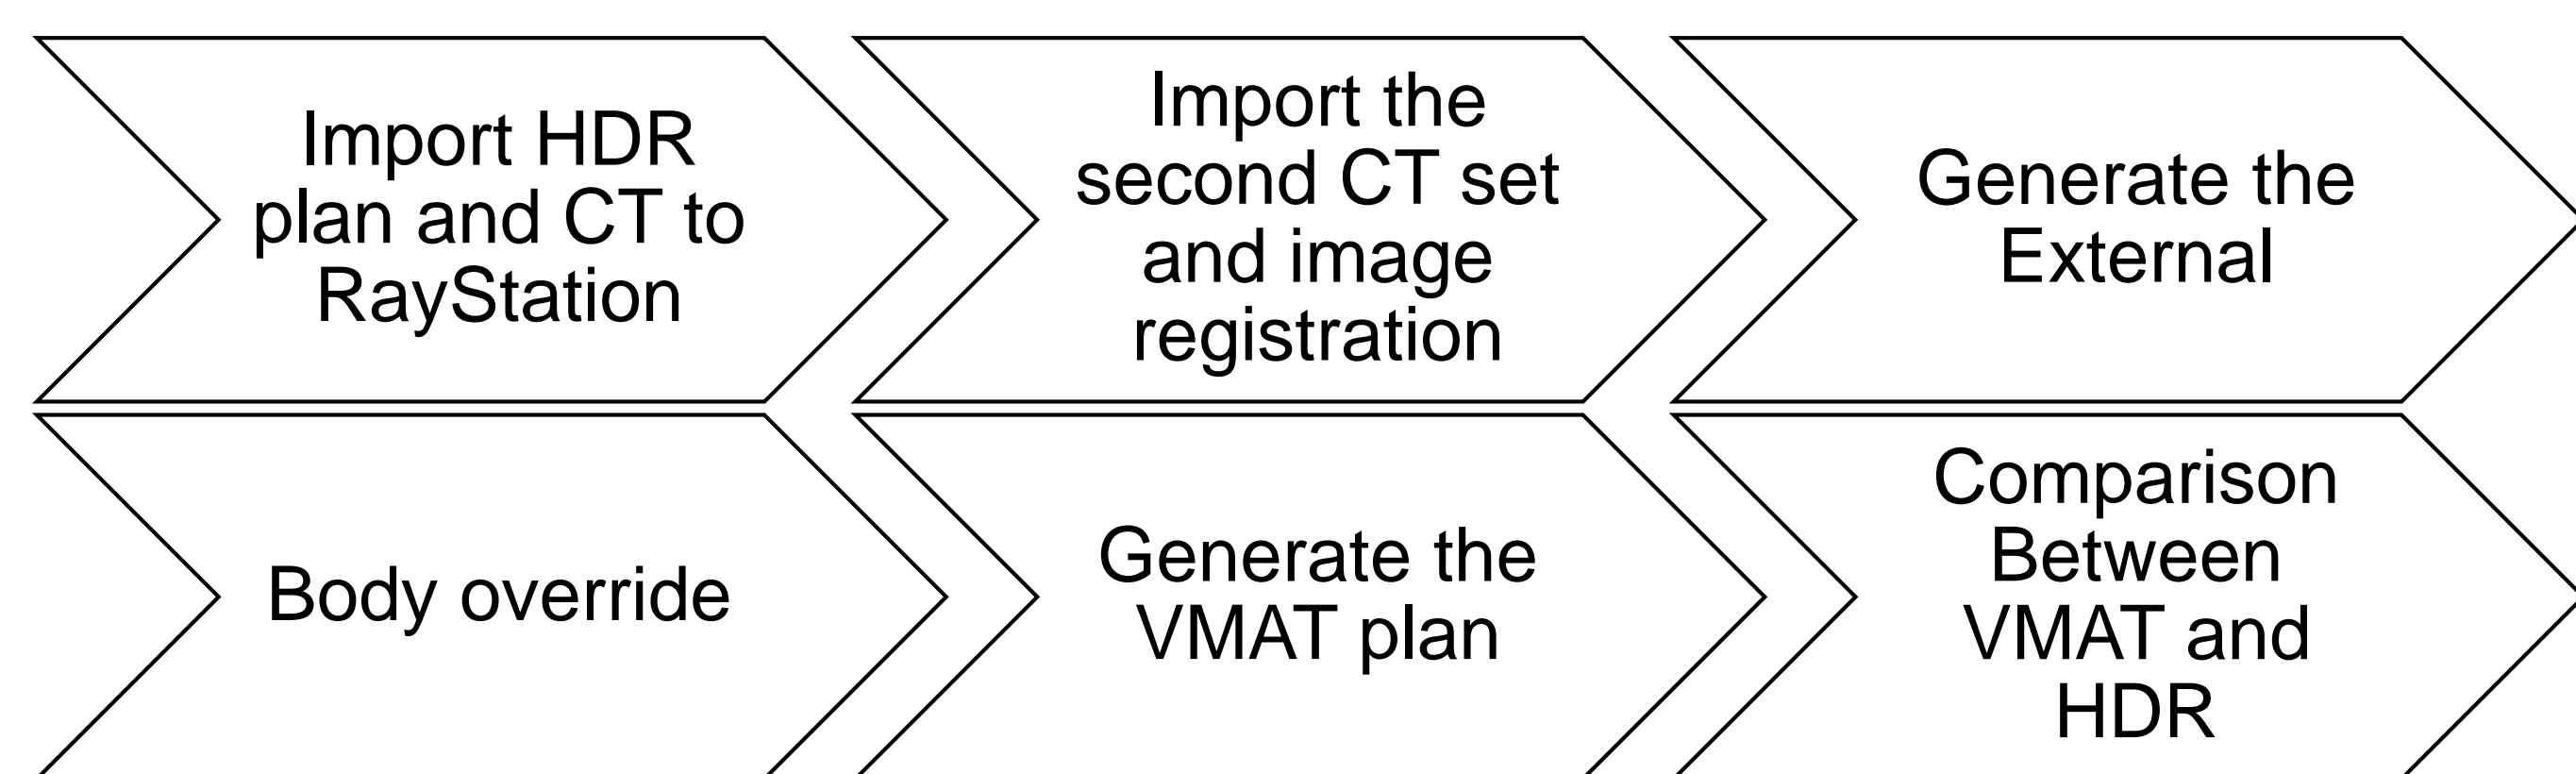 Import HDR
plan and CT to
RayStation
Import the
second CT set
and image
registration
Generate the
External
Body override
Generate the
VMAT plan
Comparison
Between
VMAT and
HDR